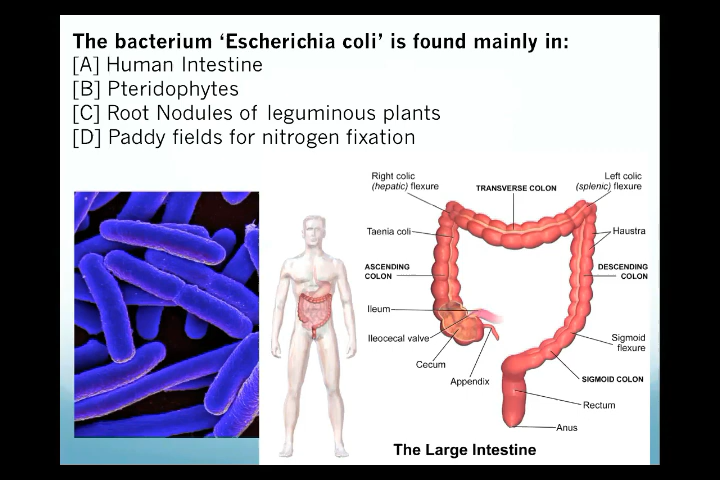 The bacterium ‘Escherichia coli’ is found mainly in:
[A] Human Intestine
[B] Pteridophytes
[C] Root Nodules of leguminous plants
[D] Paddy fields for nitrogen fixation
Right colic
(hepatic) flexure
TRANSVERSE COLON
Left colic
(splenic) flexure
Taenia coli
Haustra
ASCENDING
COLON
DESCENDING
COLON
Ileum
Ileocecal valve
Sigmoid
flexure
Cecum
Appendix
SIGMOID COLON
Rectum
Anus
The Large Intestine